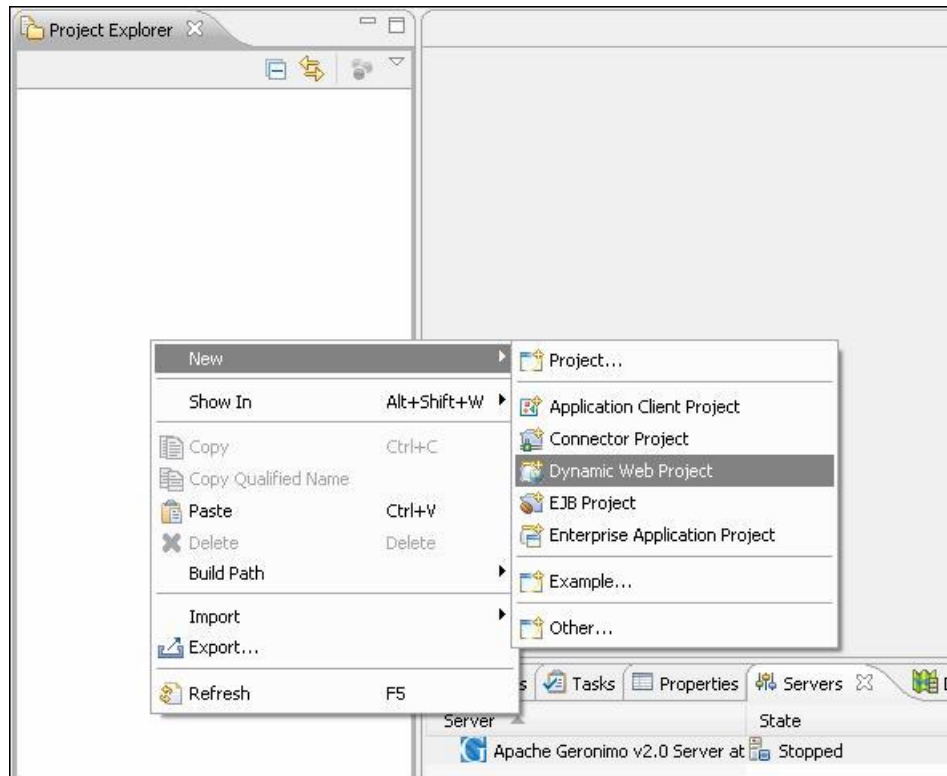 Project Explorer
New
Show In Alt+Shift+W
Copy Ctrl+C
Copy Qualified Name
Paste Ctrl+V
Delete Delete
Build Path
Import
Export...
Refresh F5
Project...
Application Client Project
Connector Project
Dynamic Web Project
EJB Project
Enterprise Application Project
Example...
Other...
Tasks Properties Servers
Server State
Apache Geronimo v2.0 Server at Stopped